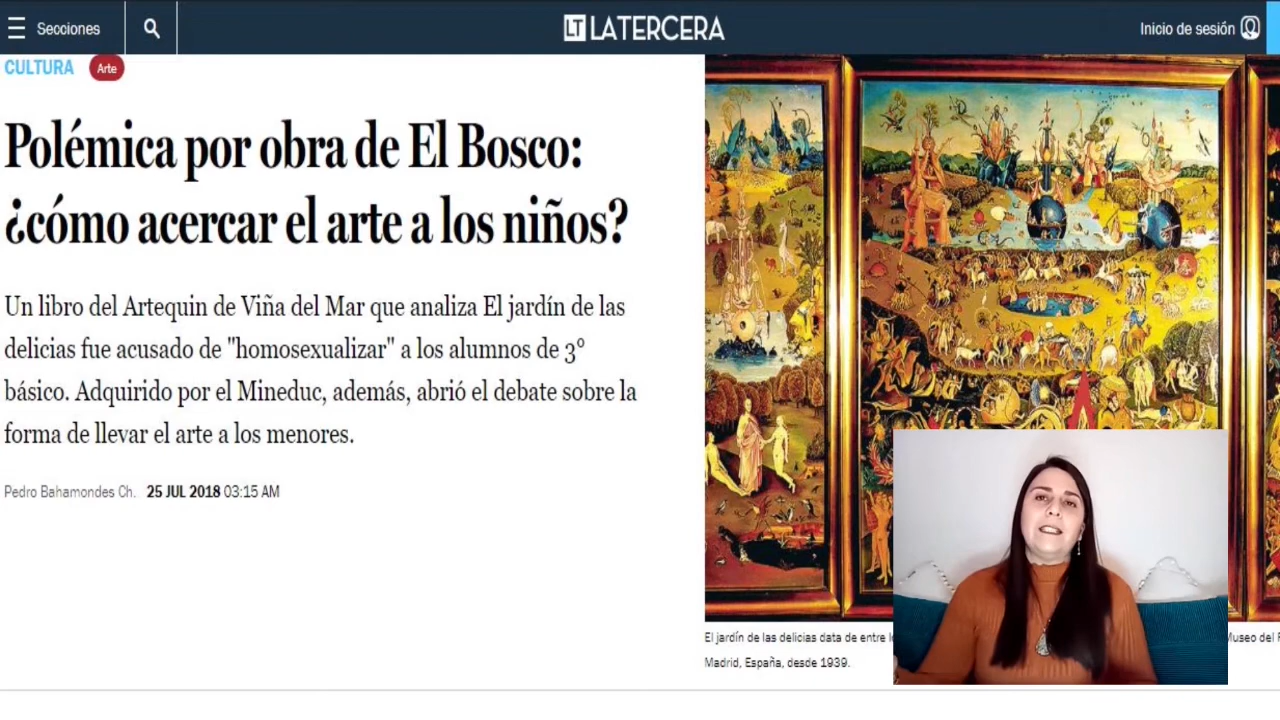 Secciones
LT LATERCERA
Inicio de sesión
CULTURA
Arte
Polémica por obra de El Bosco:
¿cómo acercar el arte a los niños?
Un libro del Artequin de Viña del Mar que analiza El jardín de las
delicias fue acusado de "homosexualizar" a los alumnos de 3°
básico. Adquirido por el Mineduc, además, abrió el debate sobre la
forma de llevar el arte a los menores.
Pedro Bahamondes Ch. 25 JUL 2018 03:15 AM
El jardín de las delicias data de entre Museo del
Madrid, España, desde 1939.